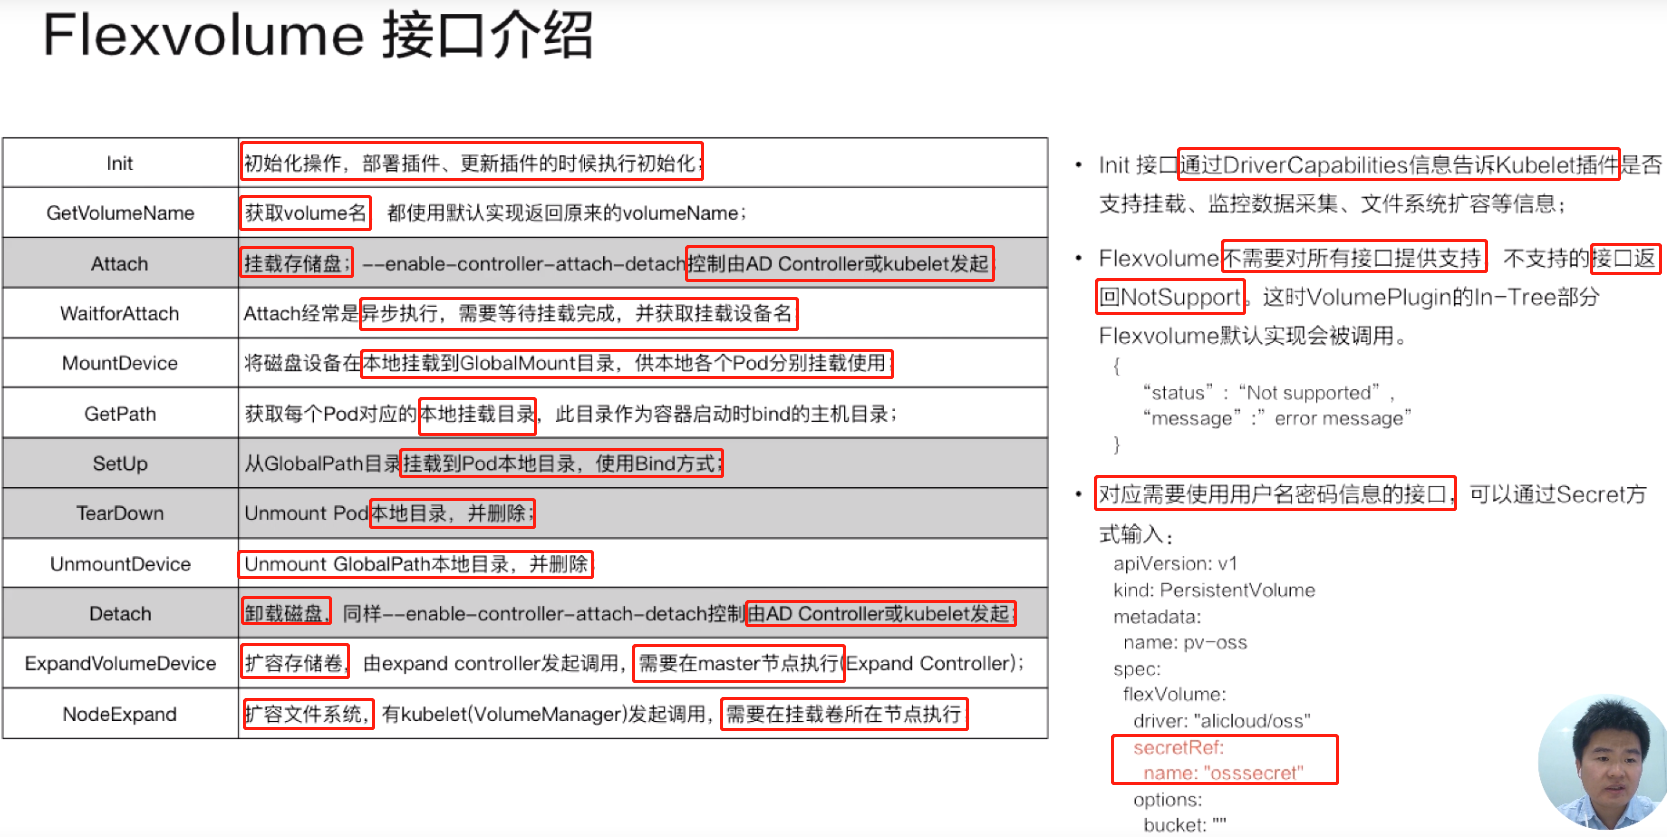 Flexvolume 接口介绍
Init 初始化操作，部署插件、更新插件的时候执行初始化；
GetVolumeName 获取volume名 都使用默认实现返回原来的volumeName；
Attach 挂载存储盘；--enable-controller-attach-detach控制由AD Controller或kubelet发起；
WaitforAttach Attach经常是异步执行，需要等待挂载完成，并获取挂载设备名
MountDevice 将磁盘设备在本地挂载到GlobalMount目录，供本地各个Pod分别挂载使用；
GetPath 获取每个Pod对应的本地挂载目录，此目录作为容器启动时bind的主机目录；
SetUp 从GlobalPath目录挂载到Pod本地目录，使用Bind方式；
TearDown Unmount Pod本地目录，并删除；
UnmountDevice Unmount GlobalPath本地目录，并删除
Detach 卸载磁盘，同样--enable-controller-attach-detach控制由AD Controller或kubelet发起；
ExpandVolumeDevice 扩容存储卷，由expand controller发起调用，需要在master节点执行(Expand Controller)；
NodeExpand 扩容文件系统，有kubelet(VolumeManager)发起调用，需要在挂载卷所在节点执行
• Init 接口通过DriverCapabilities信息告诉Kubelet插件是否
支持挂载、监控数据采集、文件系统扩容等信息；
• Flexvolume不需要对所有接口提供支持，不支持的接口返
回NotSupport。这时VolumePlugin的In-Tree部分
Flexvolume默认实现会被调用。
{
“status”：“Not supported”,
“message”:” error message”
}
• 对应需要使用用户名密码信息的接口，可以通过Secret方
式输入：
apiVersion: v1
kind: PersistentVolume
metadata:
name: pv-oss
spec:
flexVolume:
driver: "alicloud/oss"
secretRef:
name: "osssecret"
options:
bucket: ""